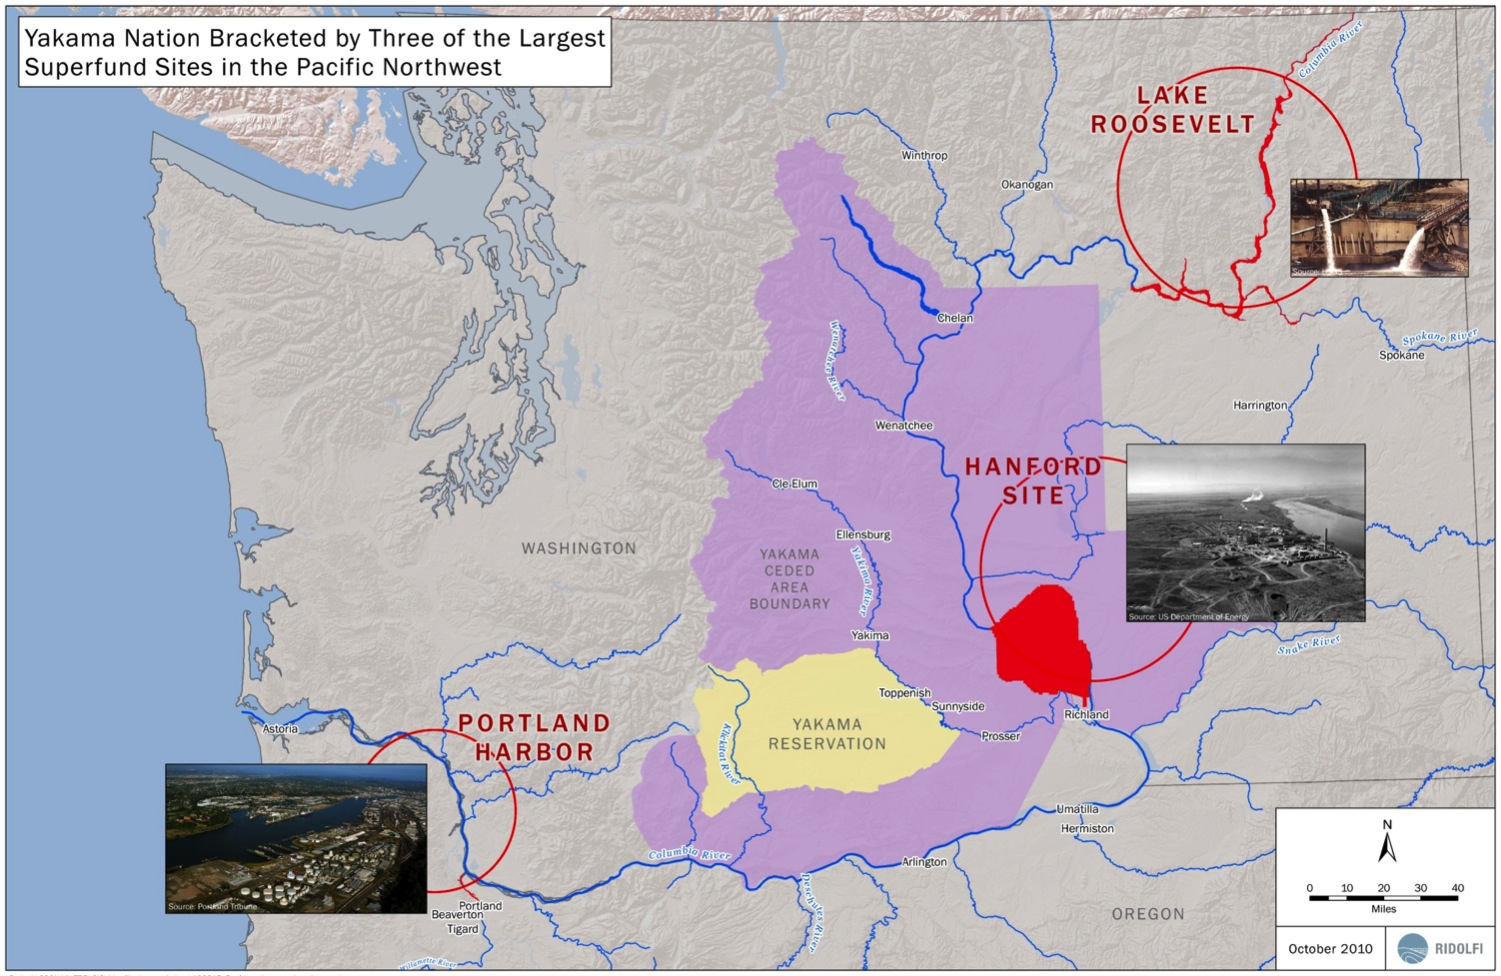 Yakama Nation Bracketed by Three of the Largest
Superfund Sites in the Pacific Northwest
Columbia River
LAKE
ROOSEVELT
Winthrop
Okanogan
Chelan
Wenatchee River
Spokane River
Spokane
Harrington
Wenatchee
HANFORD
SITE
Cle Elum
Ellensburg
WASHINGTON
YAKAMA
CEDED
AREA
BOUNDARY
Yakima River
Source: US Department of Energy
Yakima
Snake River
Toppenish
Sunnyside
Richland
PORTLAND
HARBOR
Astoria
YAKAMA
RESERVATION
Klickitat River
Prosser
Umatilla
Hermiston
Columbia River
Arlington
Deschutes River
Source: Portland Tribune
Portland
Beaverton
Tigard
Willamette River
OREGON
N
0 10 20 30 40
Miles
October 2010
RIDOLFI